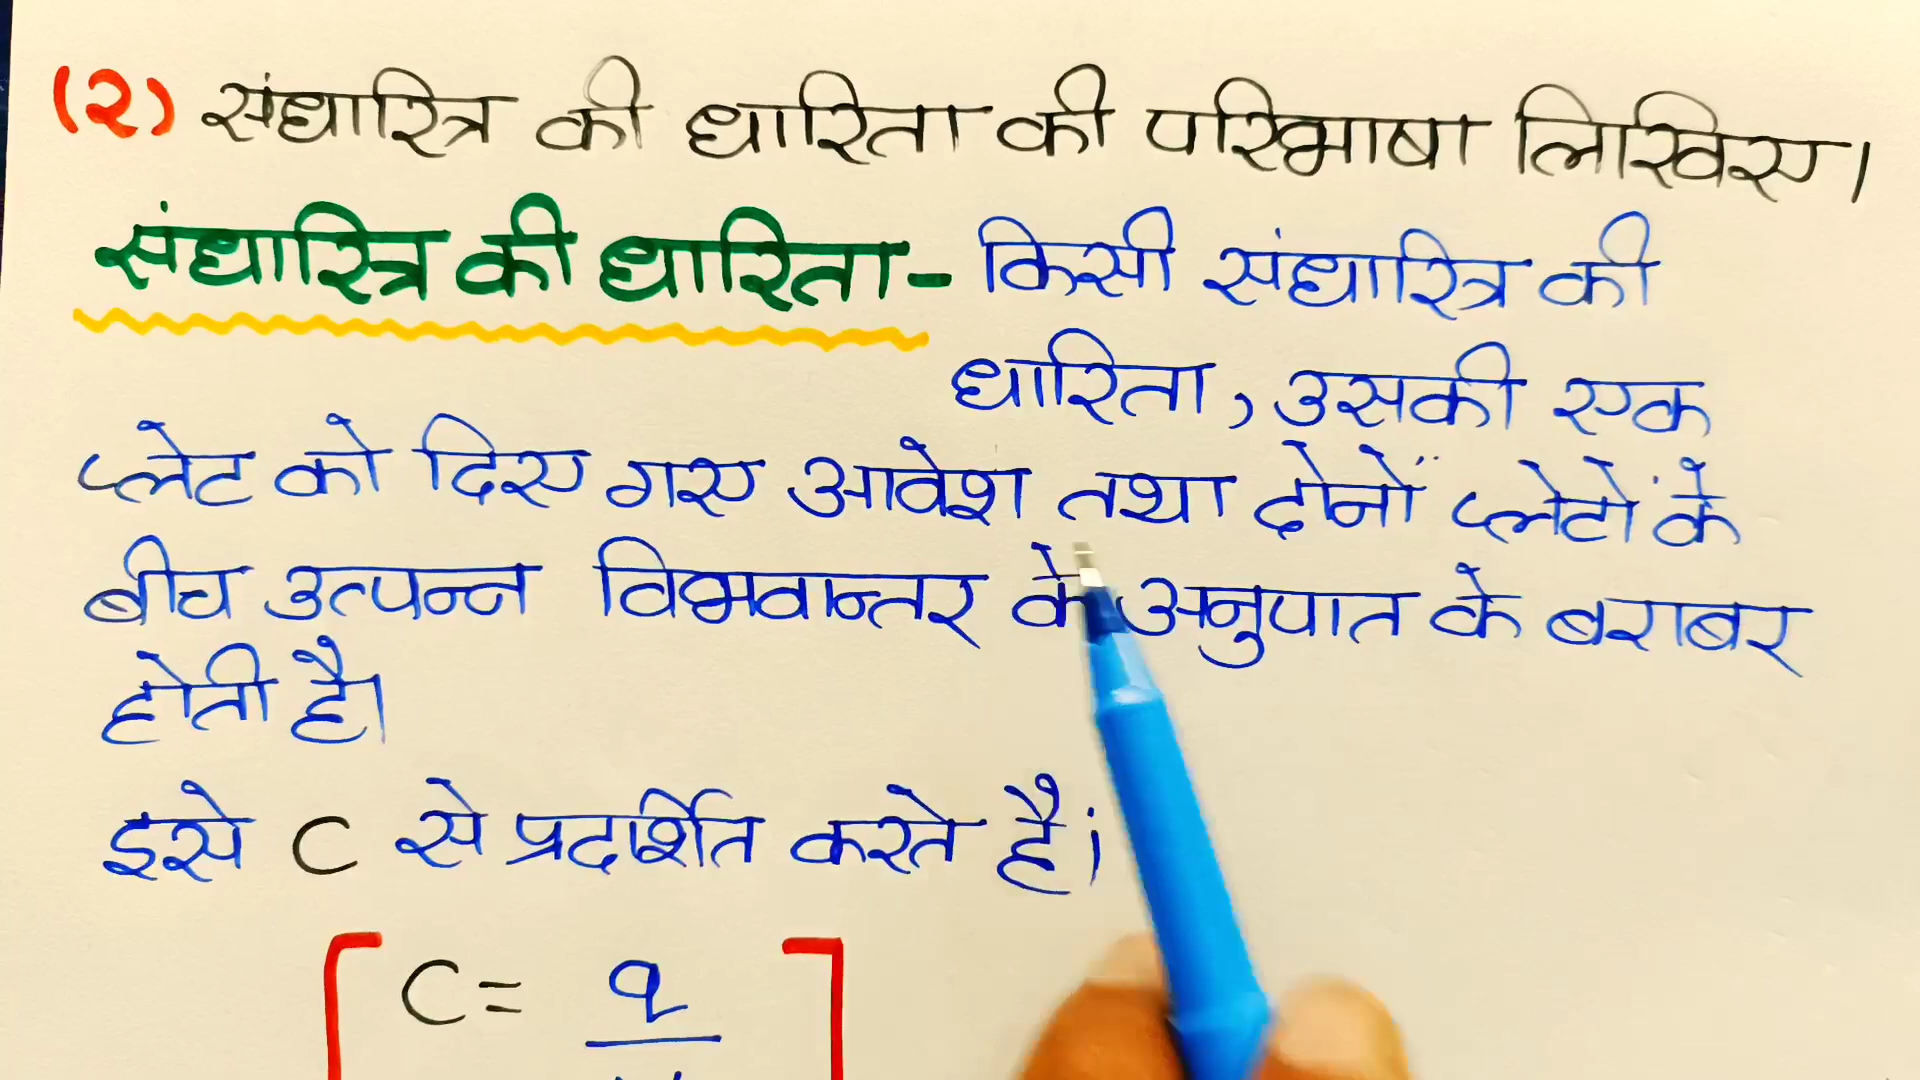 (२) संधारित्र की धारिता की परिभाषा लिखिए।
संधारित्र की धारिता - किसी संधारित्र की
धारिता, उसकी एक
प्लेट को दिए गए आवेश तथा दोनों प्लेटों के
बीच उत्पन्न विभवान्तर के अनुपात के बराबर
होती है।
इसे C से प्रदर्शित करते है।
C = q